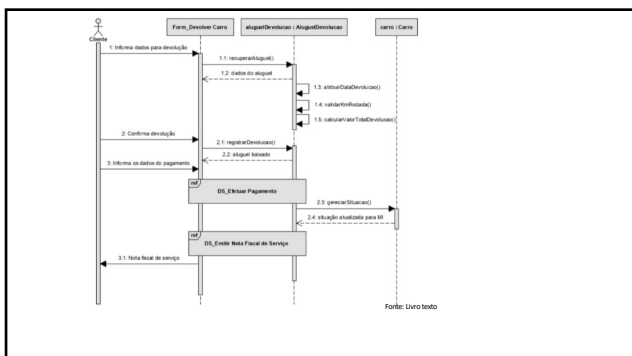 Form_Devolver Carro
aluguelDevolucao : AluguelDevolucao
carro : Carro
Cliente
1: Informa dados para devolução
1.1: recuperarAluguel()
1.2: dados do aluguel
1.3: atribuirDataDevolucao()
1.4: validarKmRodada()
1.5: calcularValorTotalDevolucao()
2: Confirma devolução
2.1: registrarDevolucao()
2.2: aluguel baixado
3: Informa os dados do pagamento
ref
DS_Efetuar Pagamento
2.3: gerenciarSituacao()
2.4: situação atualizada para MI
ref
DS_Emitir Nota Fiscal de Serviço
3.1: Nota fiscal de serviço
Fonte: Livro texto